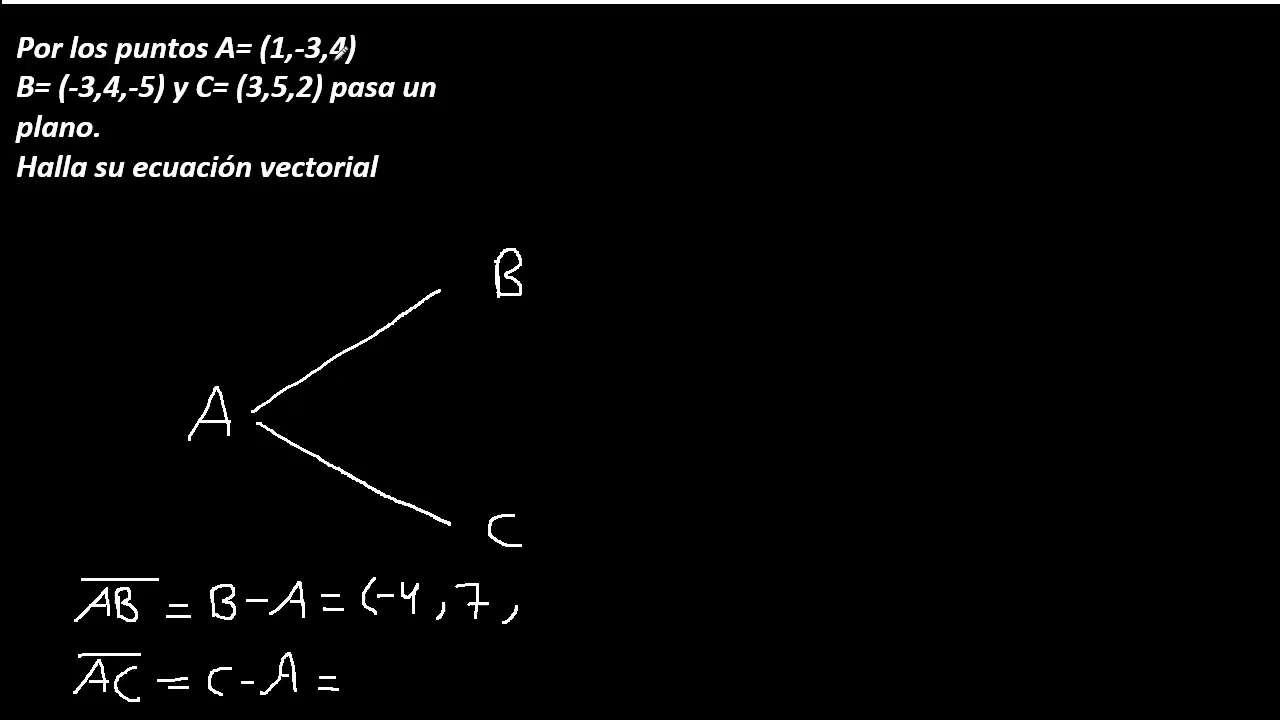 Por los puntos A= (1,-3,4)
B= (-3,4,-5) y C= (3,5,2) pasa un
plano.
Halla su ecuación vectorial
B
A
C
AB = B - A = (-4, 7,
AC = C - A =